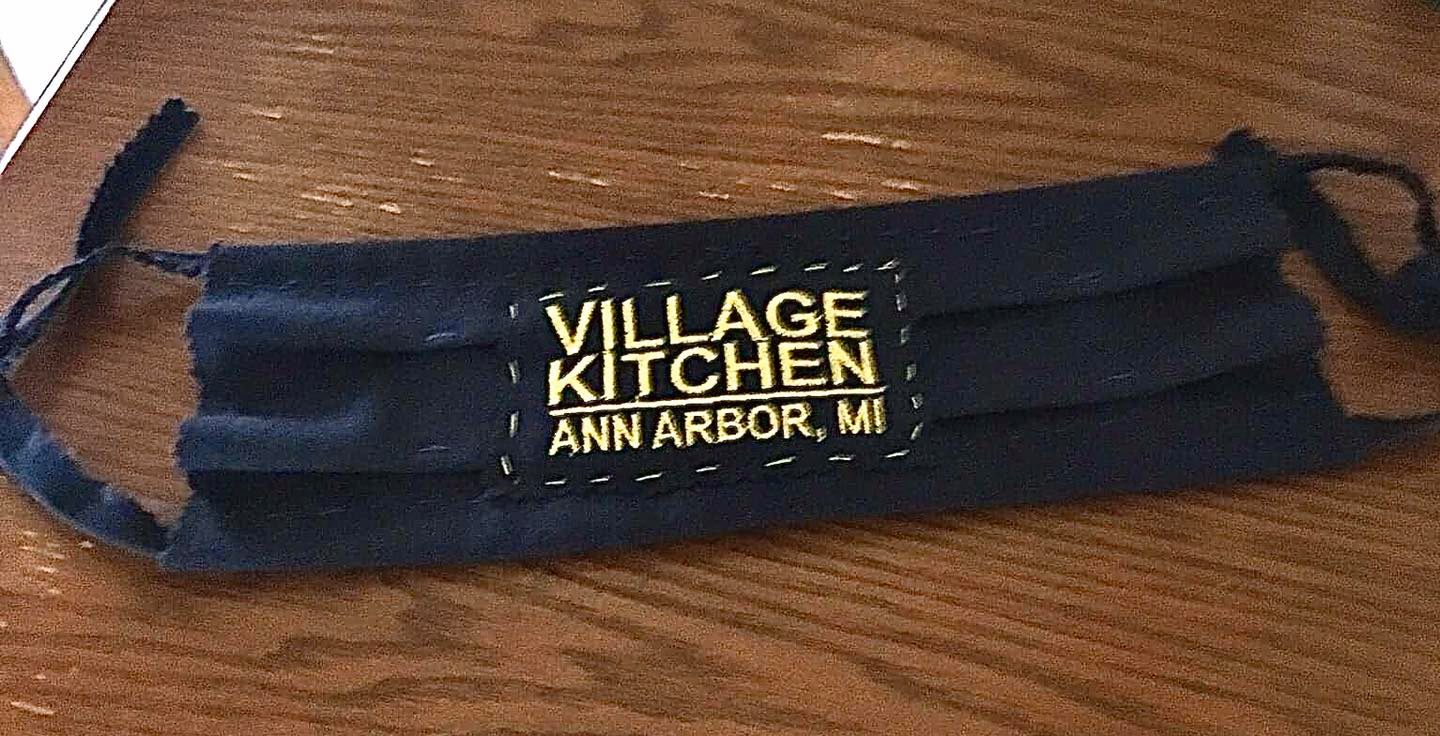 VILLAGE
KITCHEN
ANN ARBOR, MI